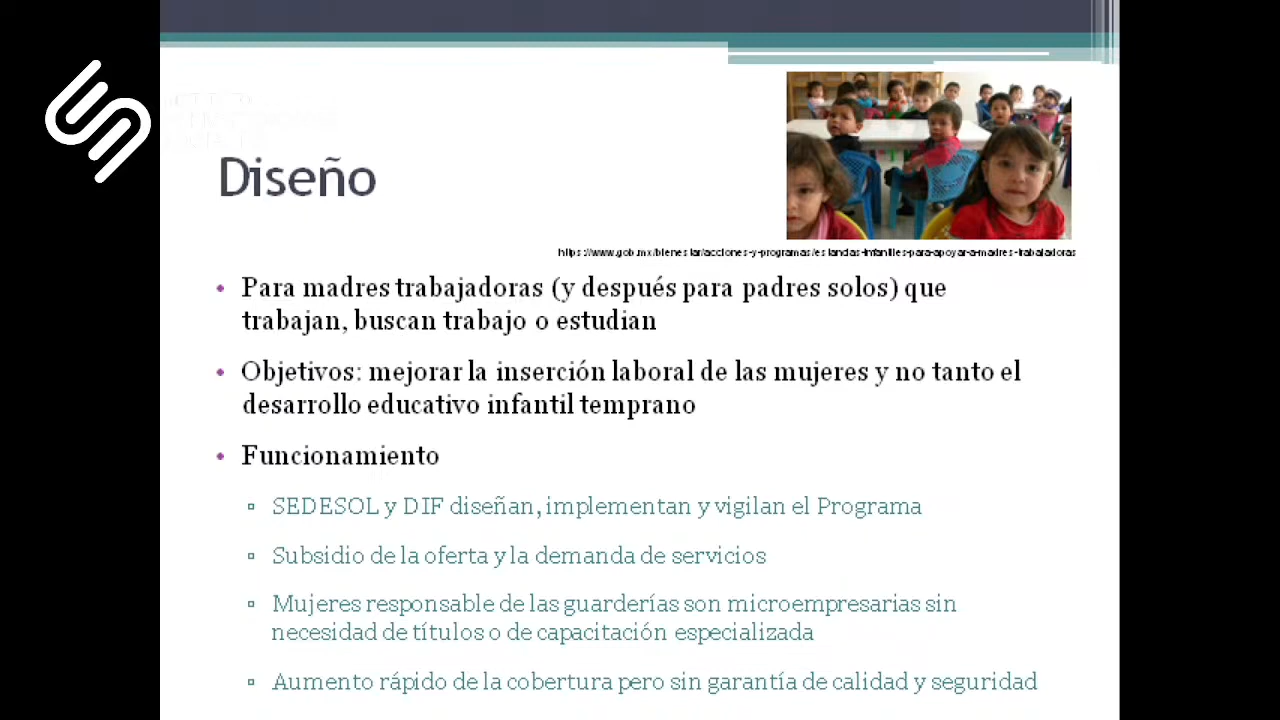 Diseño
https://www.gob.mx/bienestar/acciones-y-programas/estancias-infantiles-para-apoyar-a-madres-trabajadoras
• Para madres trabajadoras (y después para padres solos) que
trabajan, buscan trabajo o estudian
• Objetivos: mejorar la inserción laboral de las mujeres y no tanto el
desarrollo educativo infantil temprano
• Funcionamiento
▫ SEDESOL y DIF diseñan, implementan y vigilan el Programa
▫ Subsidio de la oferta y la demanda de servicios
▫ Mujeres responsable de las guarderías son microempresarias sin
necesidad de títulos o de capacitación especializada
▫ Aumento rápido de la cobertura pero sin garantía de calidad y seguridad